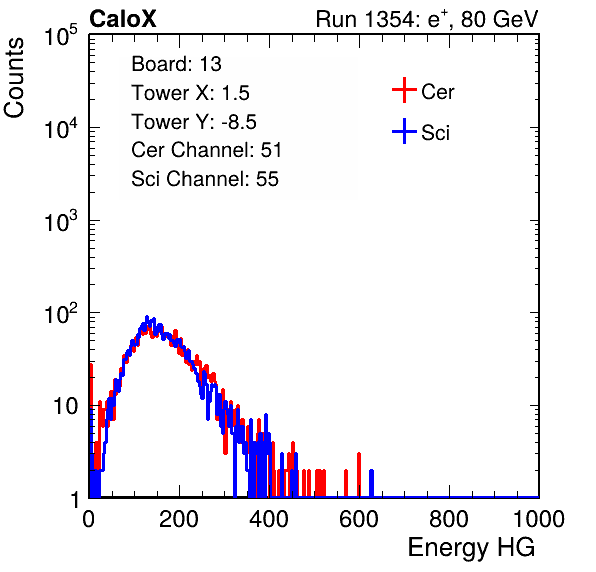 CaloX Run 1354: e⁺, 80 GeV
Counts
10⁵
10⁴
10³
10²
10
1
Board: 13
Tower X: 1.5
Tower Y: -8.5
Cer Channel: 51
Sci Channel: 55
Cer
Sci
0 200 400 600 800 1000
Energy HG